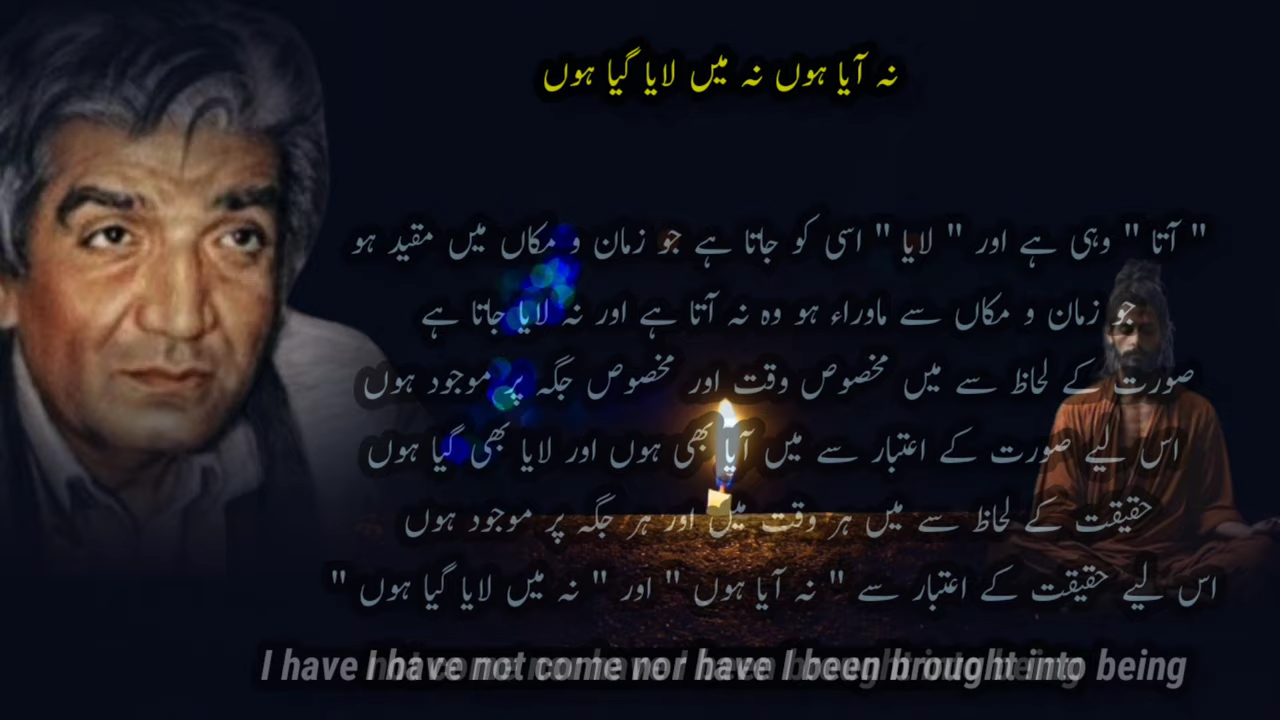 نہ آیا ہوں نہ میں لایا گیا ہوں
" آتا " وہی ہے اور " لایا " اسی کو جاتا ہے جو زمان و مکاں میں مقید ہو
جو زمان و مکاں سے ماوراء ہو وہ نہ آتا ہے اور نہ لایا جاتا ہے
صورت کے لحاظ سے میں مخصوص وقت اور مخصوص جگہ پر موجود ہوں
اس لیے صورت کے اعتبار سے میں آیا بھی ہوں اور لایا بھی گیا ہوں
حقیقت کے لحاظ سے میں ہر وقت میں اور ہر جگہ پر موجود ہوں
اس لیے حقیقت کے اعتبار سے " نہ آیا ہوں " اور " نہ میں لایا گیا ہوں "
I have not come nor have I been brought into being